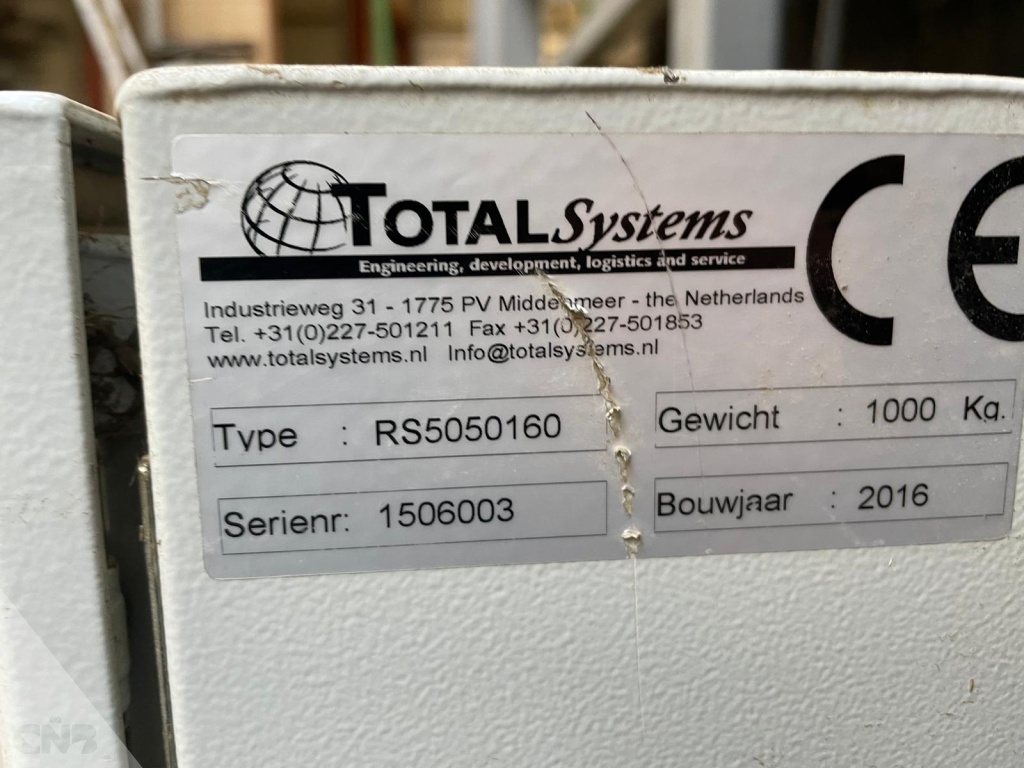 TOTALSystems
Engineering, development, logistics and service
Industrieweg 31 - 1775 PV Middenmeer - the Netherlands
Tel. +31(0)227-501211 Fax +31(0)227-501853
www.totalsystems.nl Info@totalsystems.nl
CE
Type : RS5050160
Gewicht : 1000 Kg.
Serienr: 1506003
Bouwjaar : 2016
CNB